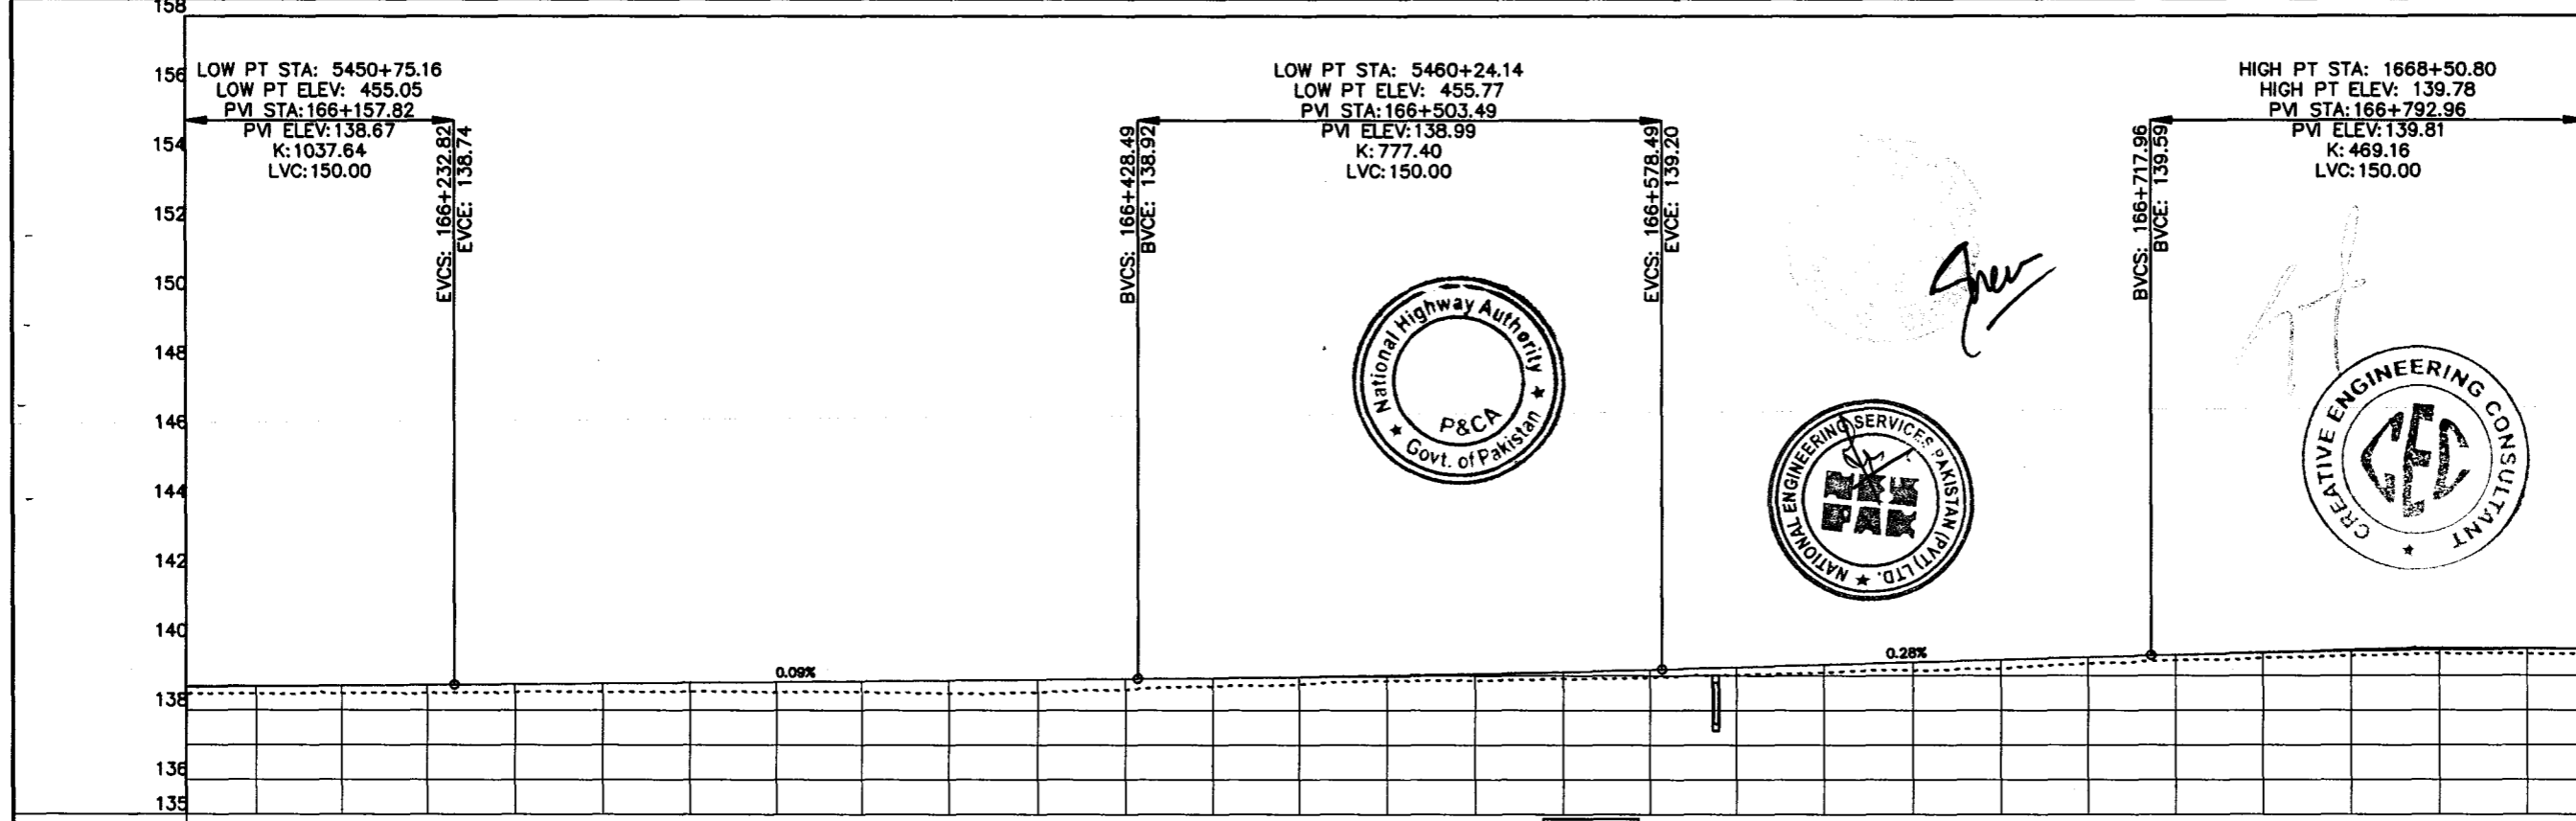 158
156
154
152
150
148
146
144
142
140
138
136
135
LOW PT STA: 5450+75.16
LOW PT ELEV: 455.05
PVI STA:166+157.82
PVI ELEV:138.67
K:1037.64
LVC:150.00
EVCS: 166+232.82
EVCE: 138.74
0.09%
LOW PT STA: 5460+24.14
LOW PT ELEV: 455.77
PVI STA:166+503.49
PVI ELEV:138.99
K:777.40
LVC:150.00
BVCS: 166+428.49
BVCE: 138.92
EVCS: 166+578.49
EVCE: 139.20
National Highway Authority
P&CA
★ Govt. of Pakistan ★
NATIONAL ENGINEERING SERVICES PAKISTAN (PVT) LTD. ★
NES
PAK
0.28%
HIGH PT STA: 1668+50.80
HIGH PT ELEV: 139.78
PVI STA:166+792.96
PVI ELEV:139.81
K:469.16
LVC:150.00
BVCS: 166+717.96
BVCE: 139.59
CREATIVE ENGINEERING CONSULTANT ★
CEC